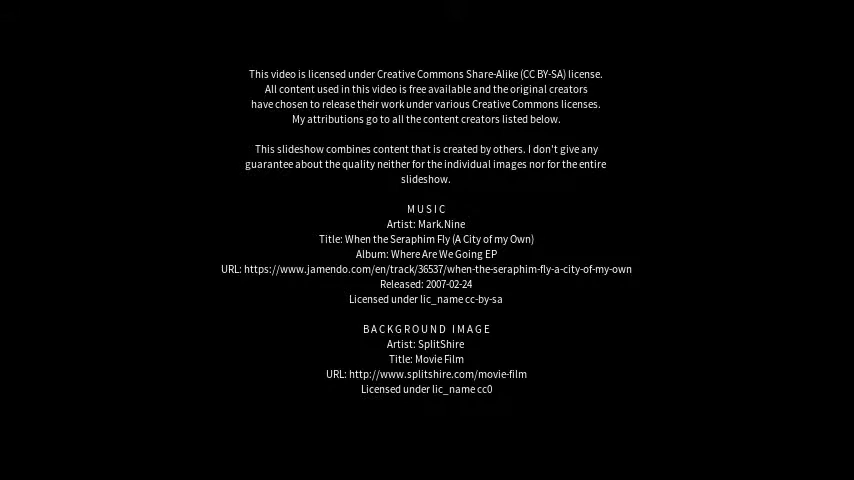 This video is licensed under Creative Commons Share-Alike (CC BY-SA) license.
All content used in this video is free available and the original creators
have chosen to release their work under various Creative Commons licenses.
My attributions go to all the content creators listed below.
This slideshow combines content that is created by others. I don't give any
guarantee about the quality neither for the individual images nor for the entire
slideshow.
MUSIC
Artist: Mark.Nine
Title: When the Seraphim Fly (A City of my Own)
Album: Where Are We Going EP
URL: https://www.jamendo.com/en/track/36537/when-the-seraphim-fly-a-city-of-my-own
Released: 2007-02-24
Licensed under lic_name cc-by-sa
BACKGROUND IMAGE
Artist: SplitShire
Title: Movie Film
URL: http://www.splitshire.com/movie-film
Licensed under lic_name cc0